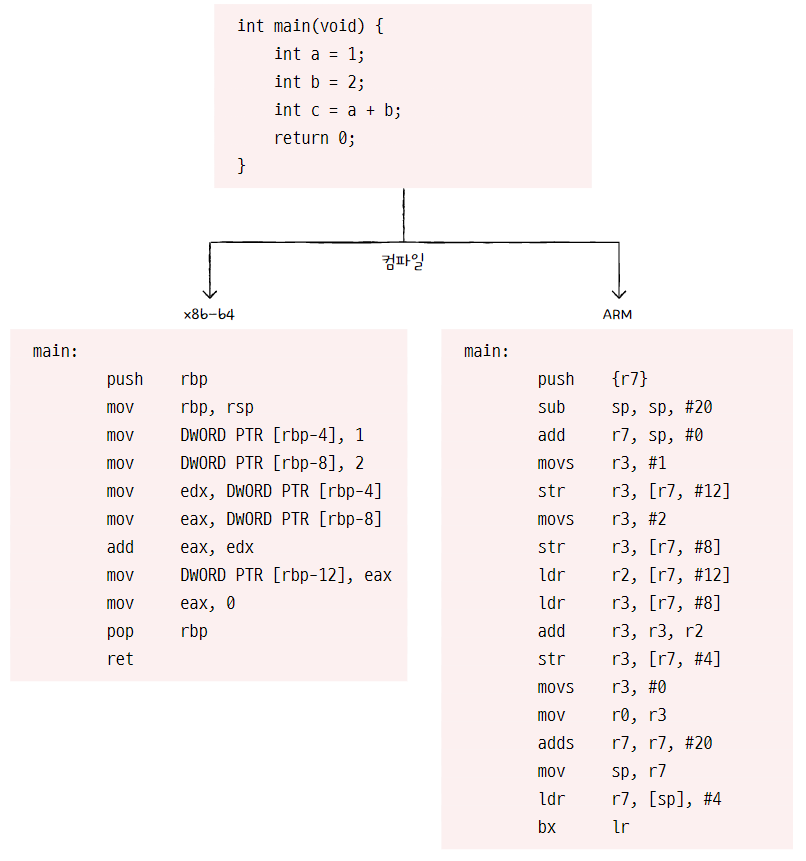 int main(void) {
int a = 1;
int b = 2;
int c = a + b;
return 0;
}
컴파일
x86-64
main:
push rbp
mov rbp, rsp
mov DWORD PTR [rbp-4], 1
mov DWORD PTR [rbp-8], 2
mov edx, DWORD PTR [rbp-4]
mov eax, DWORD PTR [rbp-8]
add eax, edx
mov DWORD PTR [rbp-12], eax
mov eax, 0
pop rbp
ret
ARM
main:
push {r7}
sub sp, sp, #20
add r7, sp, #0
movs r3, #1
str r3, [r7, #12]
movs r3, #2
str r3, [r7, #8]
ldr r2, [r7, #12]
ldr r3, [r7, #8]
add r3, r3, r2
str r3, [r7, #4]
movs r3, #0
mov r0, r3
adds r7, r7, #20
mov sp, r7
ldr r7, [sp], #4
bx lr